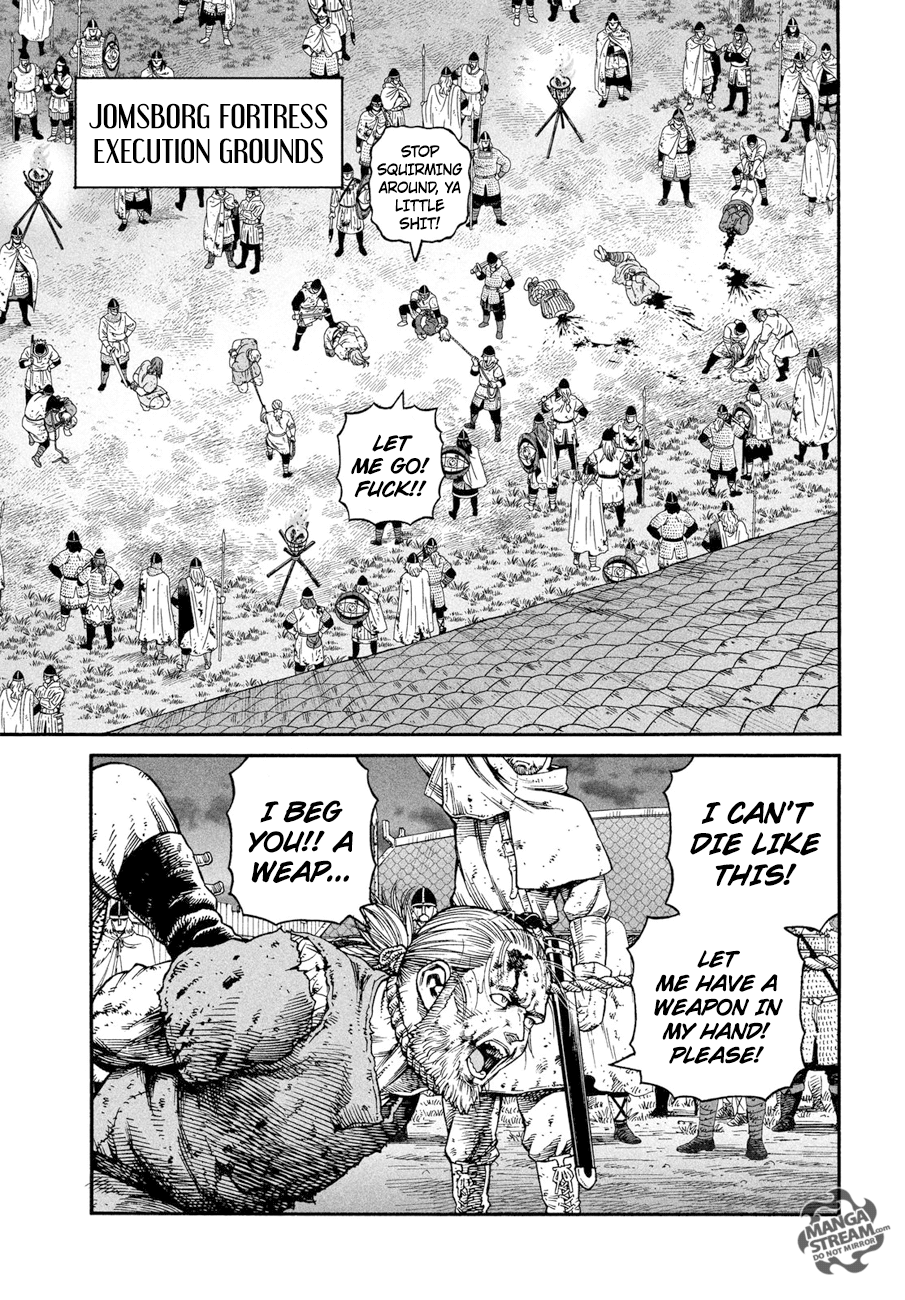 JOMSBORG FORTRESS
EXECUTION GROUNDS
STOP
SQUIRMING
AROUND, YA
LITTLE
SHIT!
LET
ME GO!
FUCK!!
I CAN'T
DIE LIKE
THIS!
LET
ME HAVE A
WEAPON IN
MY HAND!
PLEASE!
I BEG
YOU!! A
WEAP...
MANGA
STREAM.com
DO NOT MIRROR